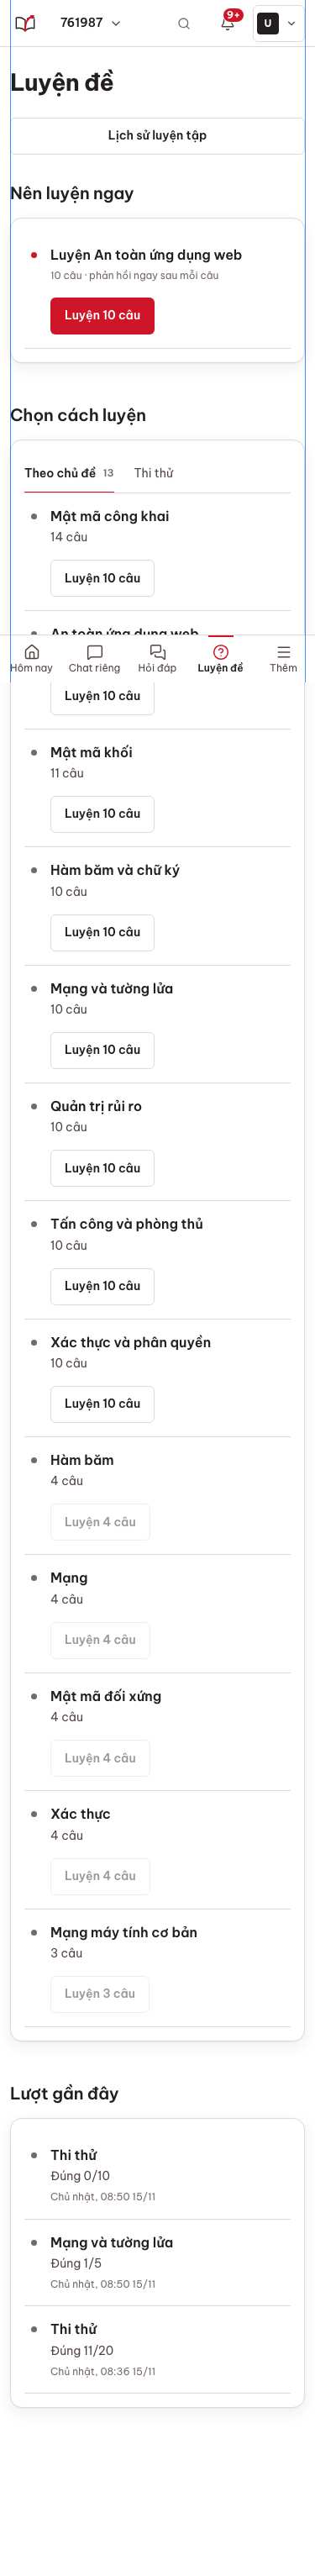 761987
9+
U
Luyện đề
Lịch sử luyện tập
Nên luyện ngay
Luyện An toàn ứng dụng web
10 câu · phản hồi ngay sau mỗi câu
Luyện 10 câu
Chọn cách luyện
Theo chủ đề 13
Thi thử
Mật mã công khai
14 câu
Luyện 10 câu
An toàn ứng dụng web
Hôm nay
Chat riêng
Hỏi đáp
Luyện đề
Thêm
Luyện 10 câu
Mật mã khối
11 câu
Luyện 10 câu
Hàm băm và chữ ký
10 câu
Luyện 10 câu
Mạng và tường lửa
10 câu
Luyện 10 câu
Quản trị rủi ro
10 câu
Luyện 10 câu
Tấn công và phòng thủ
10 câu
Luyện 10 câu
Xác thực và phân quyền
10 câu
Luyện 10 câu
Hàm băm
4 câu
Luyện 4 câu
Mạng
4 câu
Luyện 4 câu
Mật mã đối xứng
4 câu
Luyện 4 câu
Xác thực
4 câu
Luyện 4 câu
Mạng máy tính cơ bản
3 câu
Luyện 3 câu
Lượt gần đây
Thi thử
Đúng 0/10
Chủ nhật, 08:50 15/11
Mạng và tường lửa
Đúng 1/5
Chủ nhật, 08:50 15/11
Thi thử
Đúng 11/20
Chủ nhật, 08:36 15/11